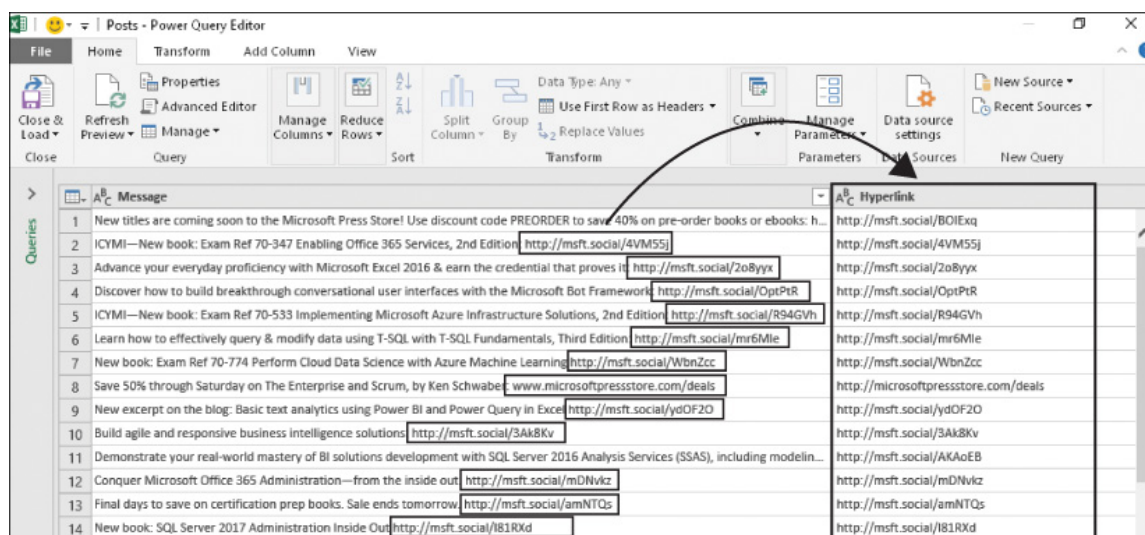 Posts - Power Query Editor
File Home Transform Add Column View
Close & Load
Refresh Preview
Properties
Advanced Editor
Manage
Manage Columns
Reduce Rows
Split Column
Group By
Data Type: Any
Use First Row as Headers
Replace Values
Combine
Manage Parameters
Data source settings
New Source
Recent Sources
Close Query Sort Transform Parameters Data Sources New Query
Queries
Message Hyperlink
1 New titles are coming soon to the Microsoft Press Store! Use discount code PREORDER to save 40% on pre-order books or ebooks: h... http://msft.social/BOIExq
2 ICYMI—New book: Exam Ref 70-347 Enabling Office 365 Services, 2nd Edition: http://msft.social/4VM55j http://msft.social/4VM55j
3 Advance your everyday proficiency with Microsoft Excel 2016 & earn the credential that proves it: http://msft.social/2o8yyx http://msft.social/2o8yyx
4 Discover how to build breakthrough conversational user interfaces with the Microsoft Bot Framework: http://msft.social/OptPtR http://msft.social/OptPtR
5 ICYMI—New book: Exam Ref 70-533 Implementing Microsoft Azure Infrastructure Solutions, 2nd Edition: http://msft.social/R94GVh http://msft.social/R94GVh
6 Learn how to effectively query & modify data using T-SQL with T-SQL Fundamentals, Third Edition: http://msft.social/mr6Mle http://msft.social/mr6Mle
7 New book: Exam Ref 70-774 Perform Cloud Data Science with Azure Machine Learning http://msft.social/WbnZcc http://msft.social/WbnZcc
8 Save 50% through Saturday on The Enterprise and Scrum, by Ken Schwaber: www.microsoftpressstore.com/deals http://microsoftpressstore.com/deals
9 New excerpt on the blog: Basic text analytics using Power BI and Power Query in Excel http://msft.social/ydOF2O http://msft.social/ydOF2O
10 Build agile and responsive business intelligence solutions: http://msft.social/3Ak8Kv http://msft.social/3Ak8Kv
11 Demonstrate your real-world mastery of BI solutions development with SQL Server 2016 Analysis Services (SSAS), including modelin... http://msft.social/AKAoEB
12 Conquer Microsoft Office 365 Administration—from the inside out: http://msft.social/mDNvkz http://msft.social/mDNvkz
13 Final days to save on certification prep books. Sale ends tomorrow. http://msft.social/amNTQs http://msft.social/amNTQs
14 New book: SQL Server 2017 Administration Inside Out http://msft.social/I81RXd http://msft.social/I81RXd